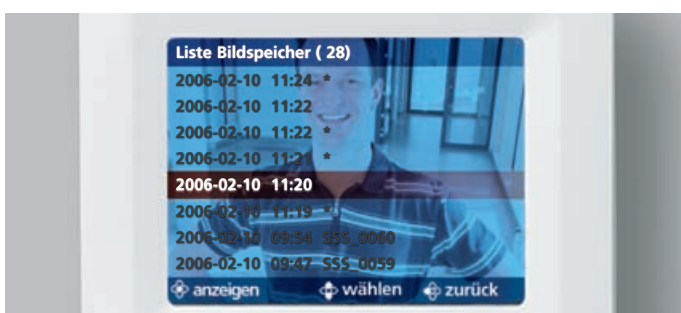 Liste Bildspeicher ( 28)
2006-02-10 11:24 *
2006-02-10 11:22
2006-02-10 11:22 *
2006-02-10 11:21 *
2006-02-10 11:20
2006-02-10 11:19 *
2006-02-10 09:54 SSS_0060
2006-02-10 09:47 SSS_0059
anzeigen wählen zurück